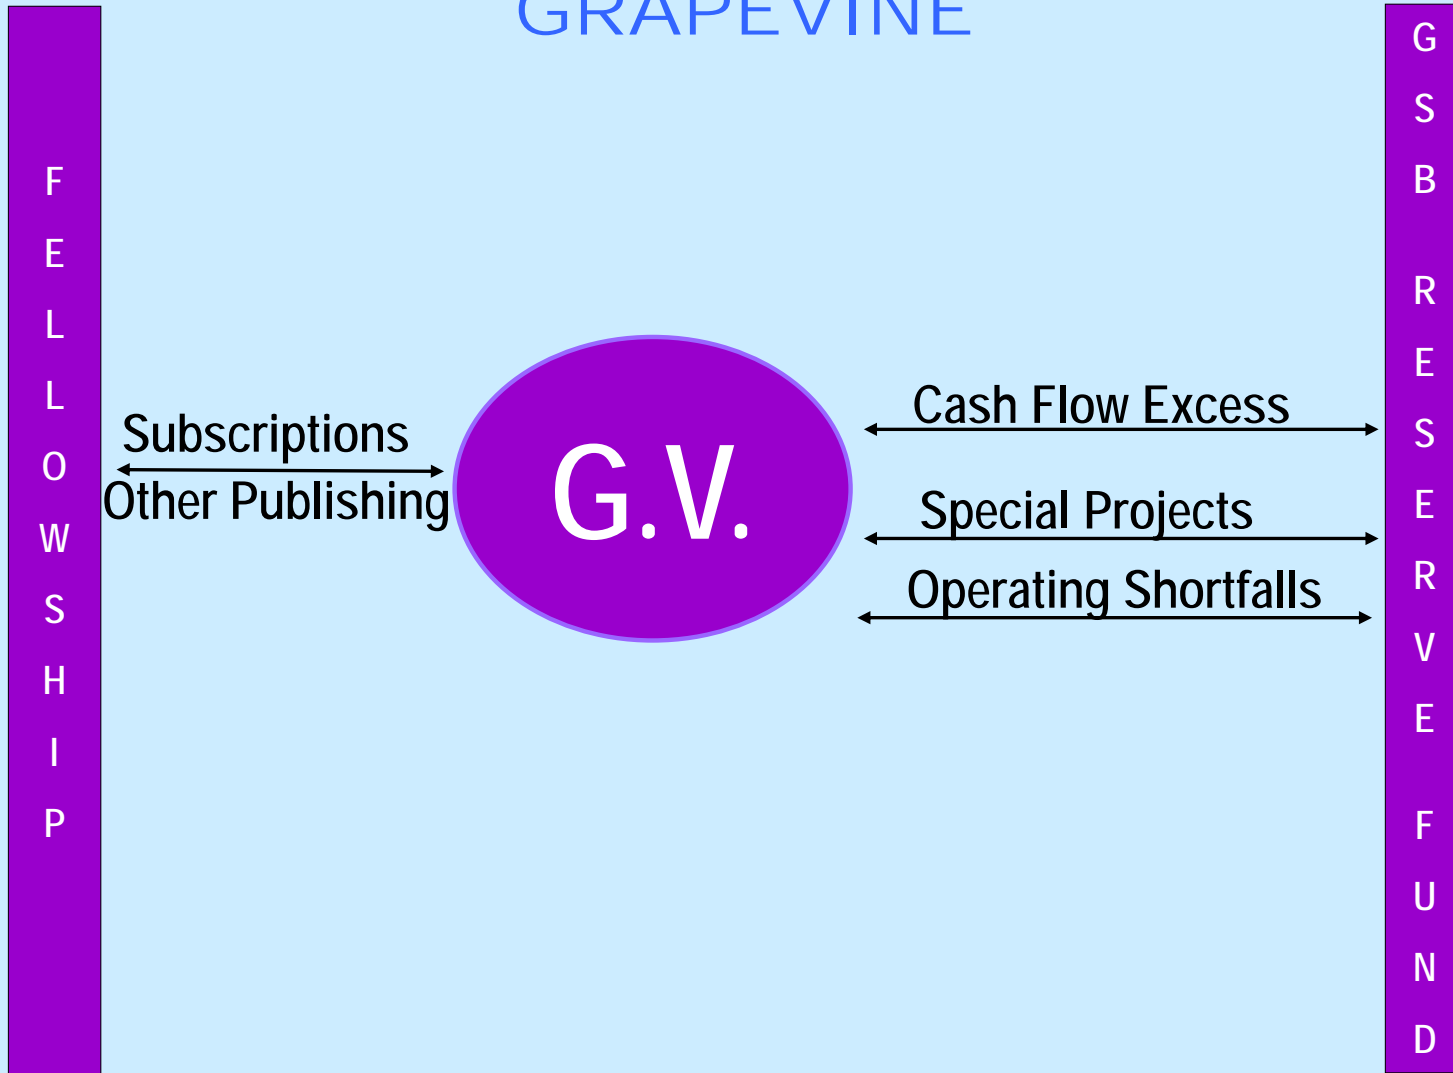 GRAPEVINE
FELLOWSHIP
Subscriptions
Other Publishing
G.V.
Cash Flow Excess
Special Projects
Operating Shortfalls
GSB RESERVE FUND